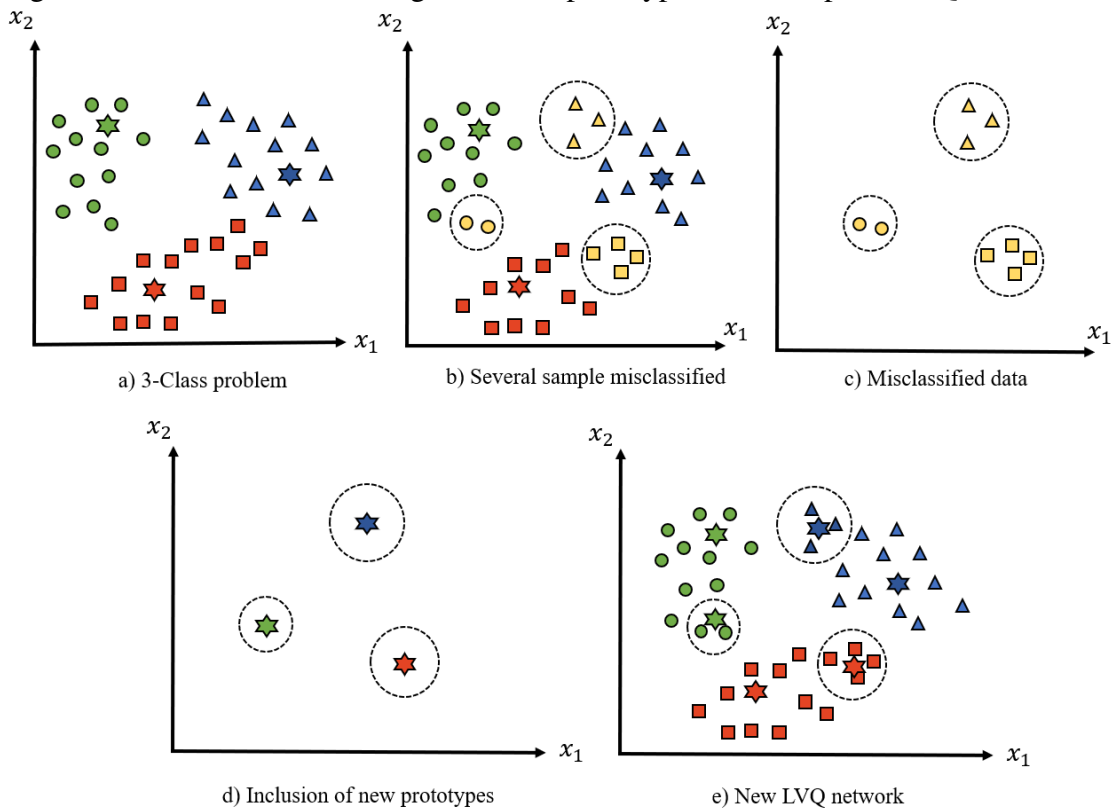 x₂
x₁
a) 3-Class problem
x₂
x₁
b) Several sample misclassified
x₂
x₁
c) Misclassified data
x₂
x₁
d) Inclusion of new prototypes
x₂
x₁
e) New LVQ network